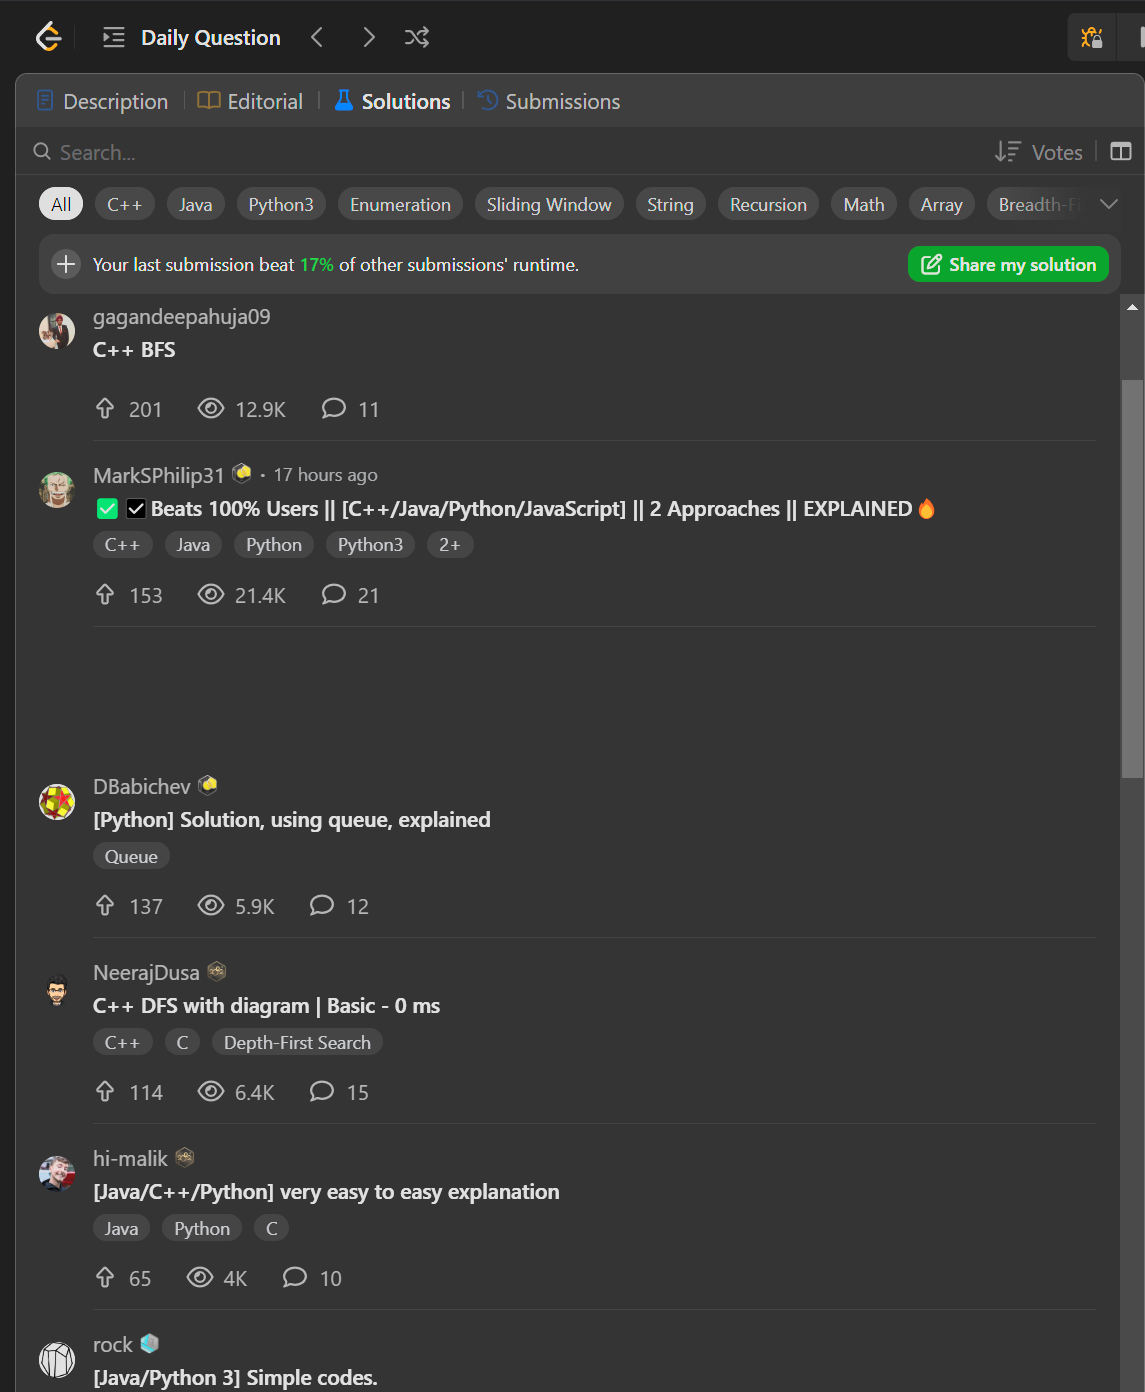 Daily Question
Description Editorial Solutions Submissions
Search... Votes
All C++ Java Python3 Enumeration Sliding Window String Recursion Math Array Breadth-Fi
Your last submission beat 17% of other submissions' runtime. Share my solution
gagandeepahuja09
C++ BFS
201 12.9K 11
MarkSPhilip31 · 17 hours ago
✅ ☑ Beats 100% Users || [C++/Java/Python/JavaScript] || 2 Approaches || EXPLAINED🔥
C++ Java Python Python3 2+
153 21.4K 21
DBabichev
[Python] Solution, using queue, explained
Queue
137 5.9K 12
NeerajDusa
C++ DFS with diagram | Basic - 0 ms
C++ C Depth-First Search
114 6.4K 15
hi-malik
[Java/C++/Python] very easy to easy explanation
Java Python C
65 4K 10
rock
[Java/Python 3] Simple codes.